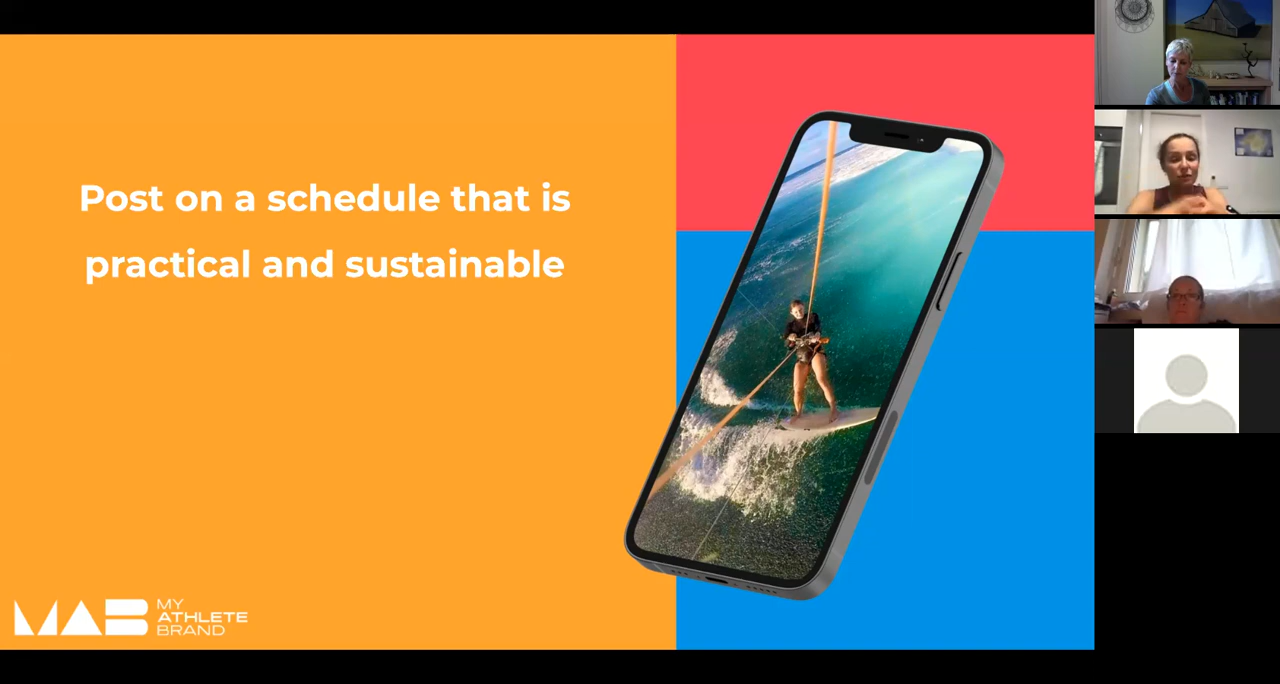 Post on a schedule that is
practical and sustainable
MAB
MY
ATHLETE
BRAND